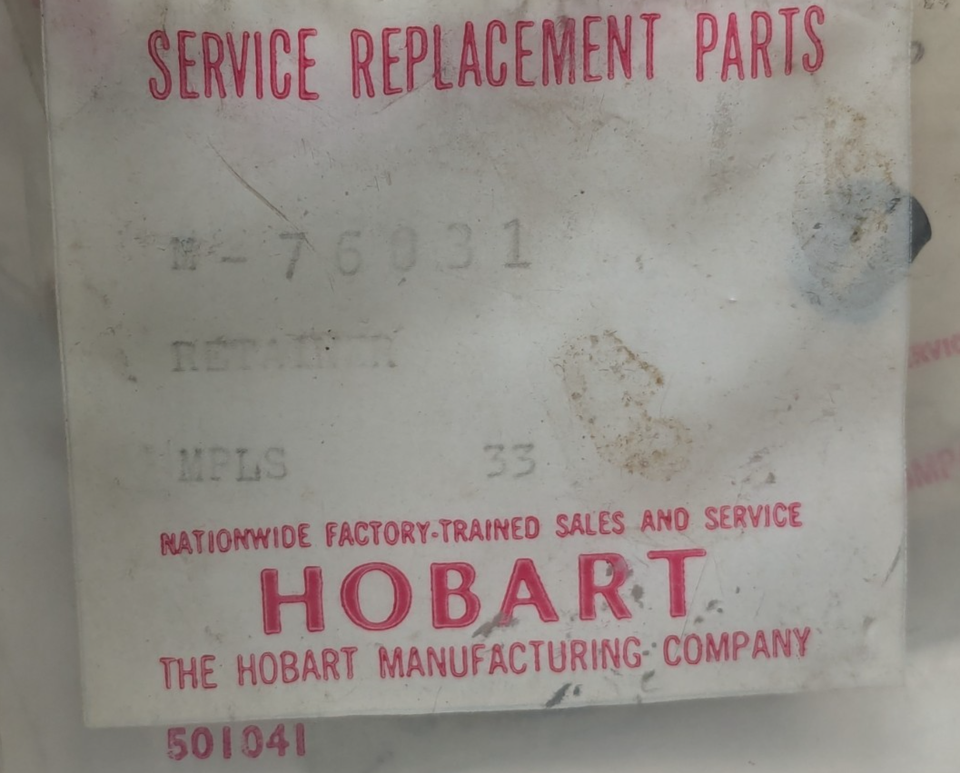 SERVICE REPLACEMENT PARTS
M-76031
RETAINER
MPLS 33
NATIONWIDE FACTORY-TRAINED SALES AND SERVICE
HOBART
THE HOBART MANUFACTURING COMPANY
501041